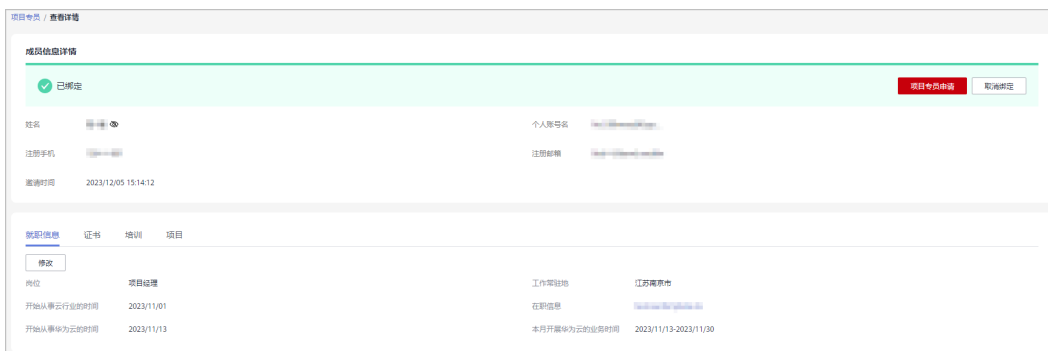 项目专员 / 查看详情
成员信息详情
已绑定 项目专员申请 取消绑定
姓名 个人账号名
注册手机 注册邮箱
邀请时间 2023/12/05 15:14:12
就职信息 证书 培训 项目
修改
岗位 项目经理 工作常驻地 江苏南京市
开始从事云行业的时间 2023/11/01 在职信息
开始从事华为云的时间 2023/11/13 本月开展华为云的业务时间 2023/11/13-2023/11/30